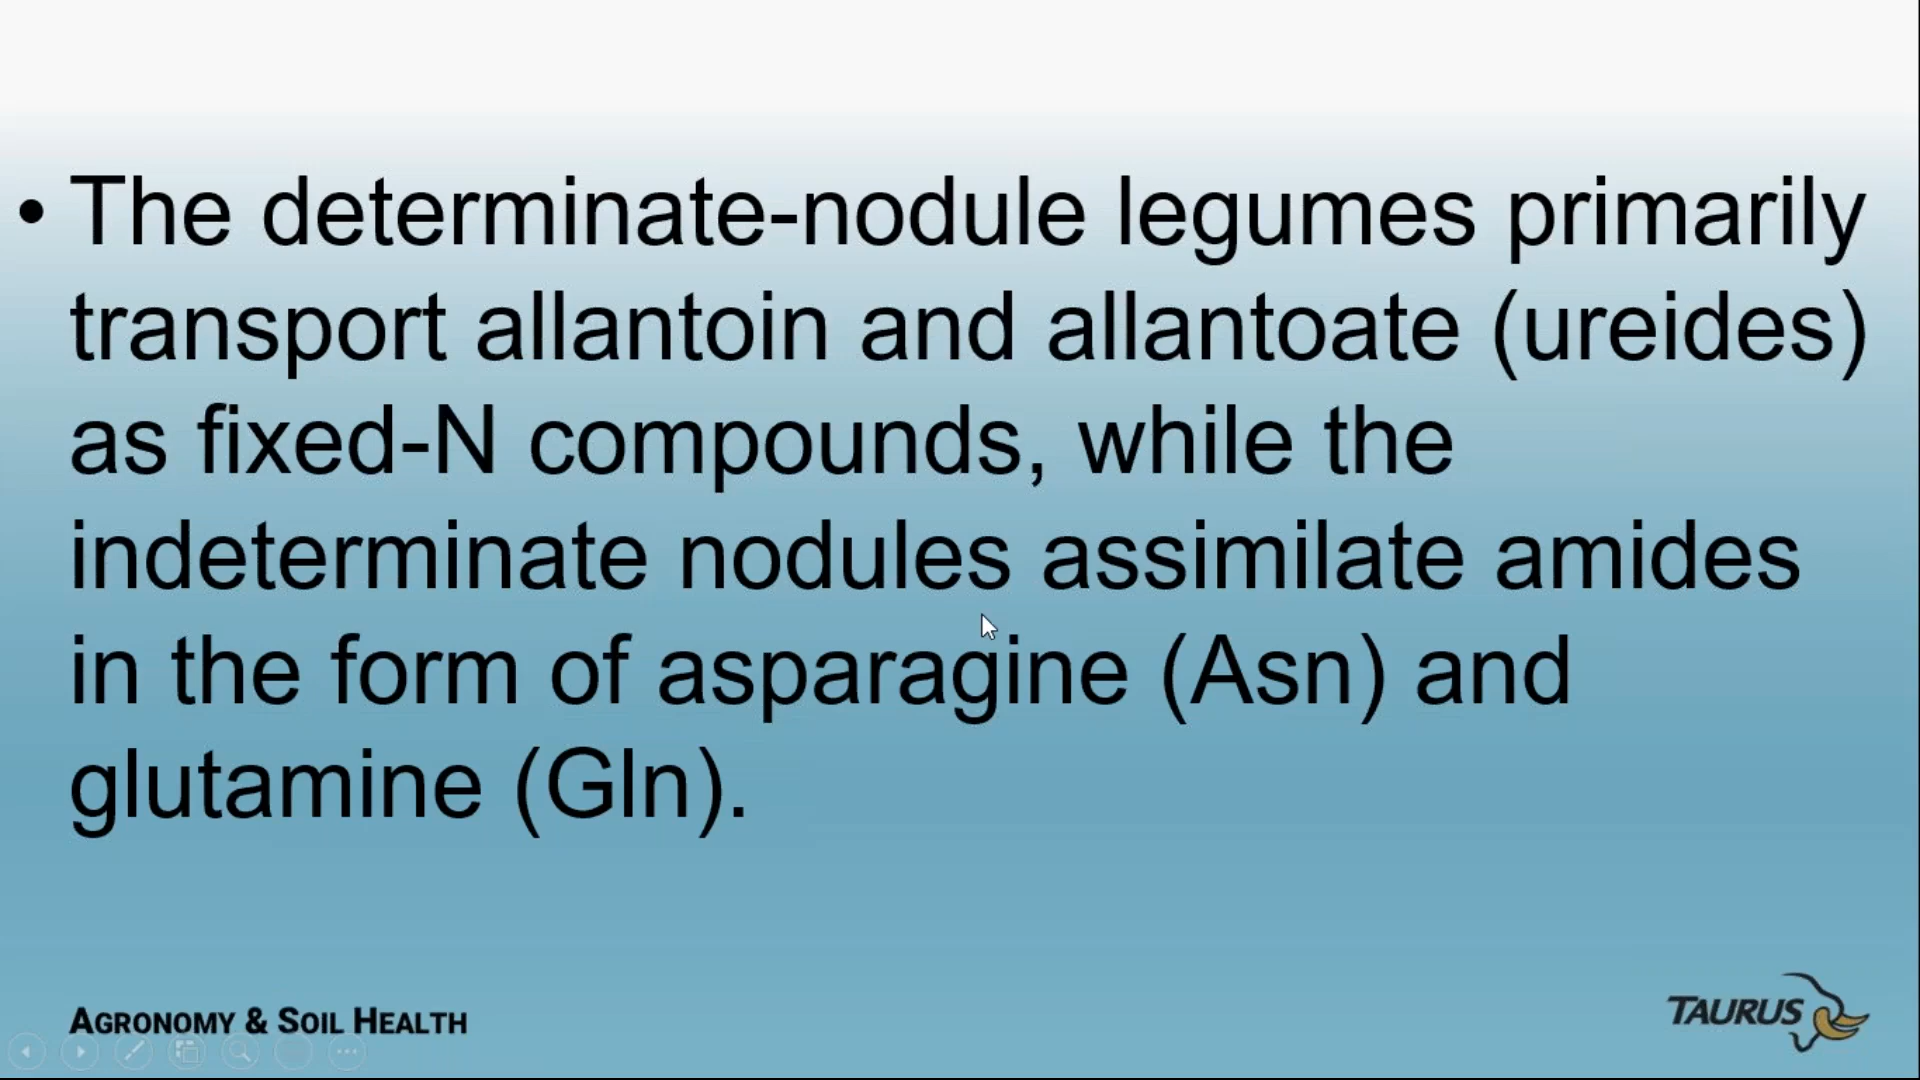 • The determinate-nodule legumes primarily
transport allantoin and allantoate (ureides)
as fixed-N compounds, while the
indeterminate nodules assimilate amides
in the form of asparagine (Asn) and
glutamine (Gln).
AGRONOMY & SOIL HEALTH
TAURUS